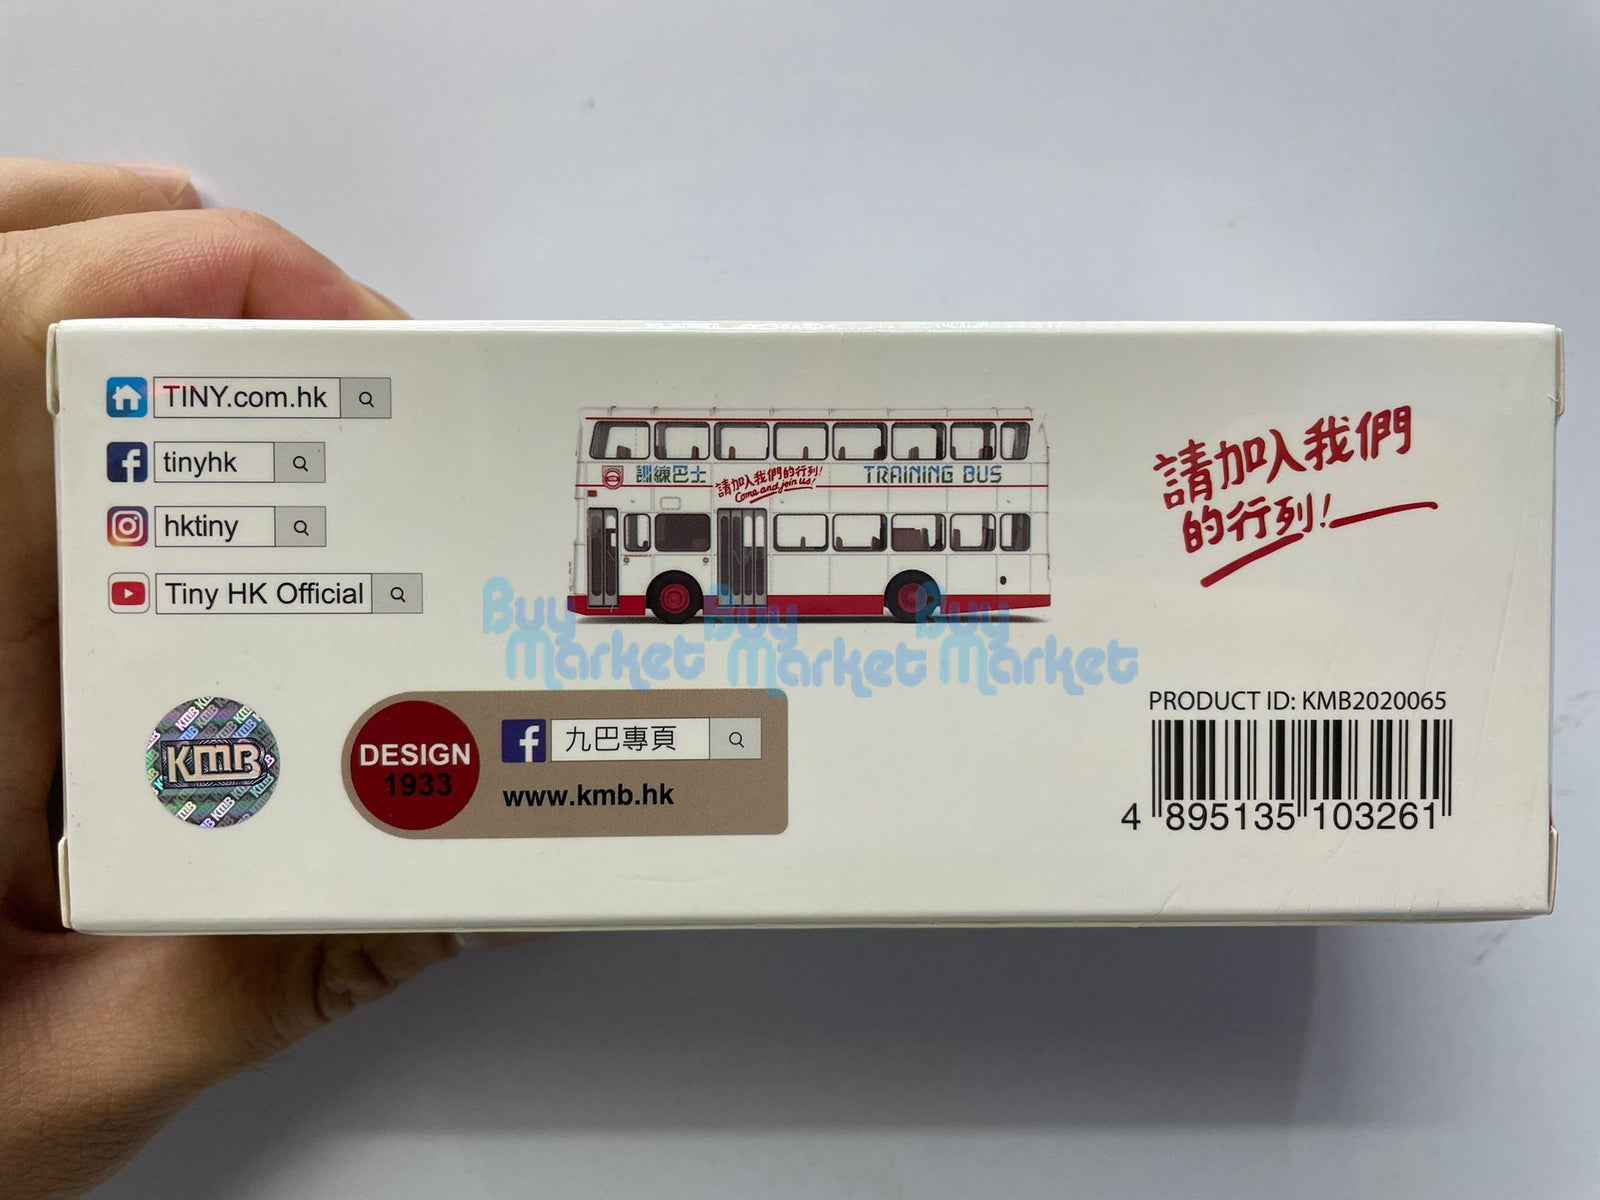 TINY.com.hk
tinyhk
hktiny
Tiny HK Official
訓練巴士
請加入我們的行列!
Come and join us!
TRAINING BUS
請加入我們
的行列!
Buy Market Buy Market Buy Market
KMB
DESIGN
1933
九巴專頁
www.kmb.hk
PRODUCT ID: KMB2020065
4 895135 103261